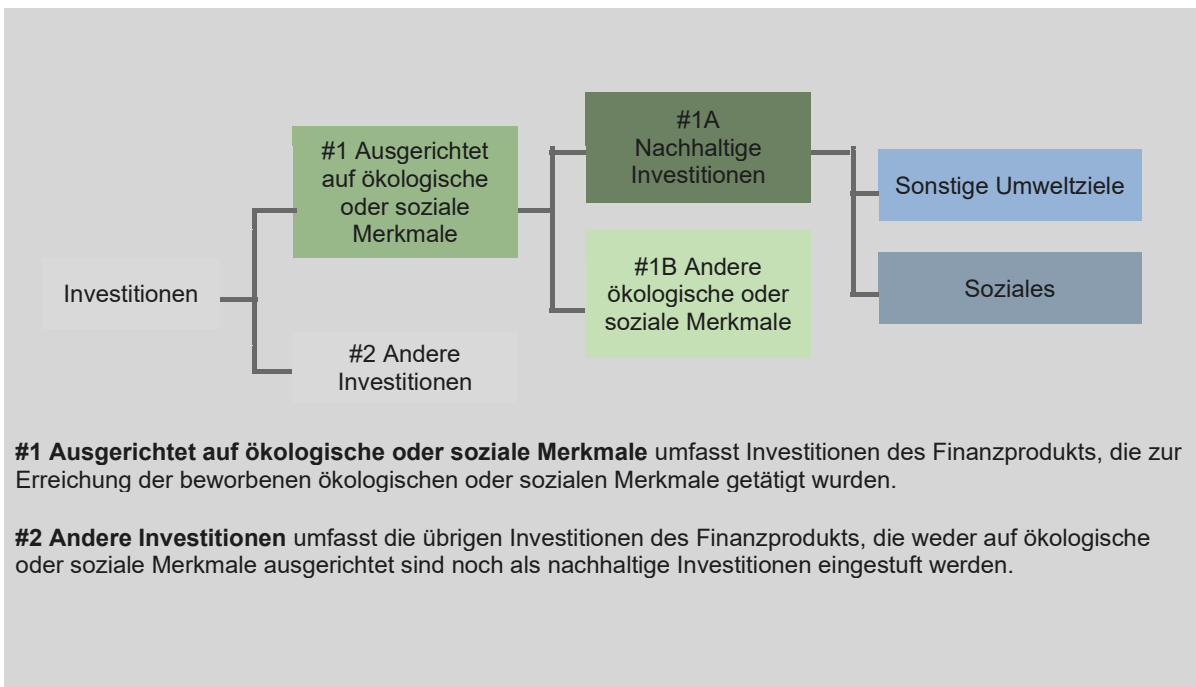 #1 Ausgerichtet
auf ökologische
oder soziale
Merkmale
#1A
Nachhaltige
Investitionen
Sonstige Umweltziele
#1B Andere
ökologische oder
soziale Merkmale
Soziales
Investitionen
#2 Andere
Investitionen
#1 Ausgerichtet auf ökologische oder soziale Merkmale umfasst Investitionen des Finanzprodukts, die zur
Erreichung der beworbenen ökologischen oder sozialen Merkmale getätigt wurden.
#2 Andere Investitionen umfasst die übrigen Investitionen des Finanzprodukts, die weder auf ökologische
oder soziale Merkmale ausgerichtet sind noch als nachhaltige Investitionen eingestuft werden.